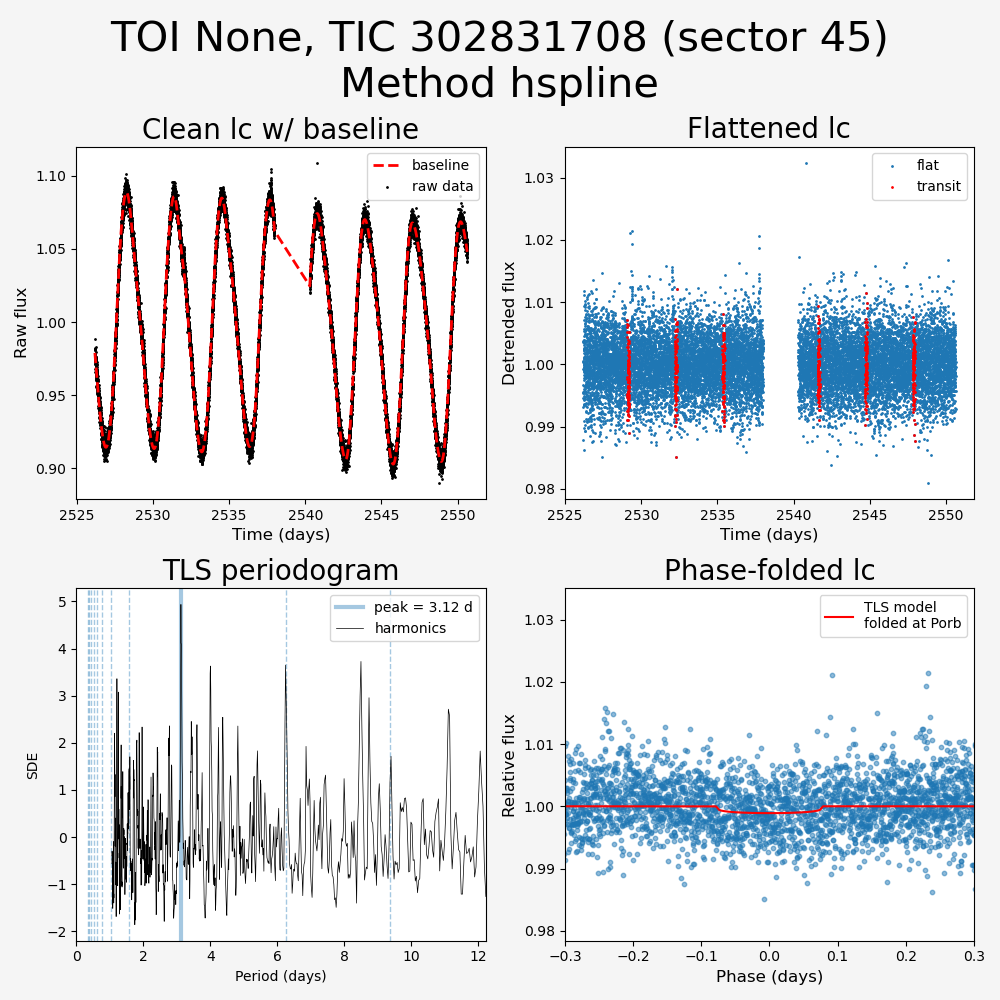 TOI None, TIC 302831708 (sector 45)
Method hspline
Clean lc w/ baseline
baseline
raw data
1.10
1.05
1.00
0.95
0.90
Raw flux
2525
2530
2535
2540
2545
2550
Time (days)
Flattened lc
flat
transit
1.03
1.02
1.01
1.00
0.99
0.98
Detrended flux
2525
2530
2535
2540
2545
2550
Time (days)
TLS periodogram
peak = 3.12 d
harmonics
5
4
3
2
1
0
−1
−2
SDE
0
2
4
6
8
10
12
Period (days)
Phase-folded lc
TLS model
folded at Porb
1.03
1.02
1.01
1.00
0.99
0.98
Relative flux
−0.3
−0.2
−0.1
0.0
0.1
0.2
0.3
Phase (days)